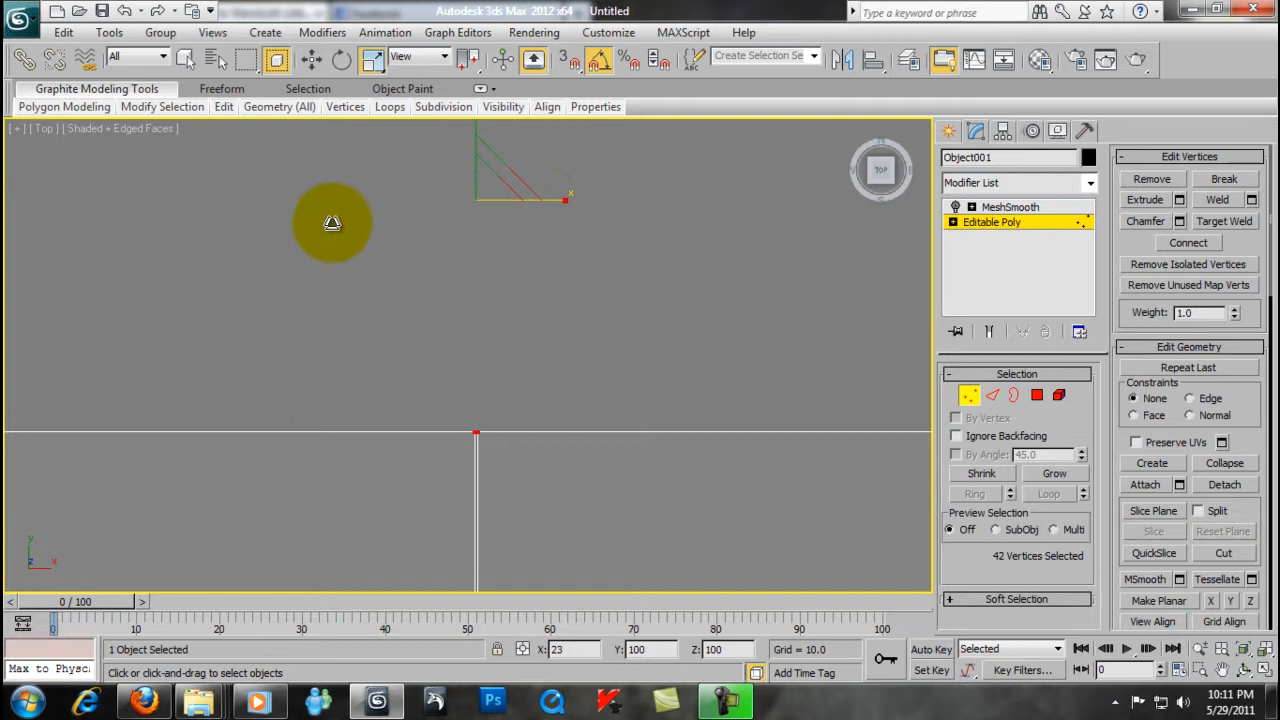 Autodesk 3ds Max 2012 x64 Untitled
Type a keyword or phrase
Edit Tools Group Views Create Modifiers Animation Graph Editors Rendering Customize MAXScript Help
All View Create Selection Se
Graphite Modeling Tools Freeform Selection Object Paint
Polygon Modeling Modify Selection Edit Geometry (All) Vertices Loops Subdivision Visibility Align Properties
[ + ] [ Top ] [ Shaded + Edged Faces ]
TOP
x
y
z x
Object001
Modifier List
MeshSmooth
Editable Poly
Selection
By Vertex
Ignore Backfacing
By Angle: 45.0
Shrink Grow
Ring Loop
Preview Selection
Off SubObj Multi
42 Vertices Selected
Soft Selection
Edit Vertices
Remove Break
Extrude Weld
Chamfer Target Weld
Connect
Remove Isolated Vertices
Remove Unused Map Verts
Weight: 1.0
Edit Geometry
Repeat Last
Constraints
None Edge
Face Normal
Preserve UVs
Create Collapse
Attach Detach
Slice Plane Split
Slice Reset Plane
QuickSlice Cut
MSmooth Tessellate
Make Planar X Y Z
View Align Grid Align
< 0 / 100 >
0 10 20 30 40 50 60 70 80 90 100
1 Object Selected X: 23 Y: 100 Z: 100 Grid = 10.0 Auto Key Selected
Max to Physc Click or click-and-drag to select objects Add Time Tag Set Key Key Filters... 0
10:11 PM
5/29/2011